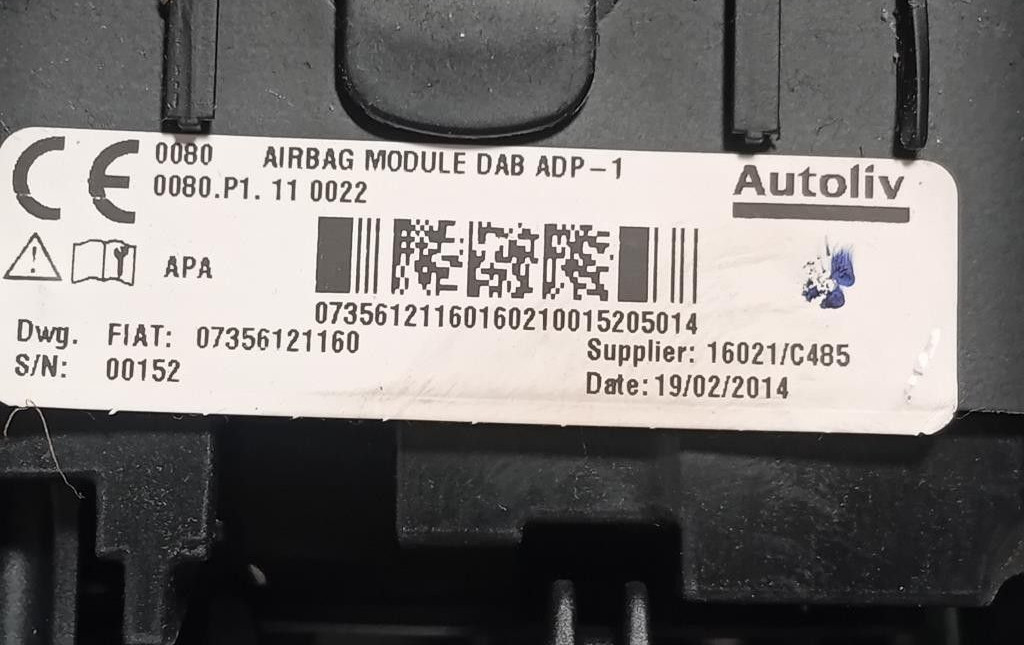 CE 0080 AIRBAG MODULE DAB ADP-1
0080.P1. 11 0022
Autoliv
APA
07356121160160210015205014
Dwg. FIAT: 07356121160
S/N: 00152
Supplier: 16021/C485
Date: 19/02/2014